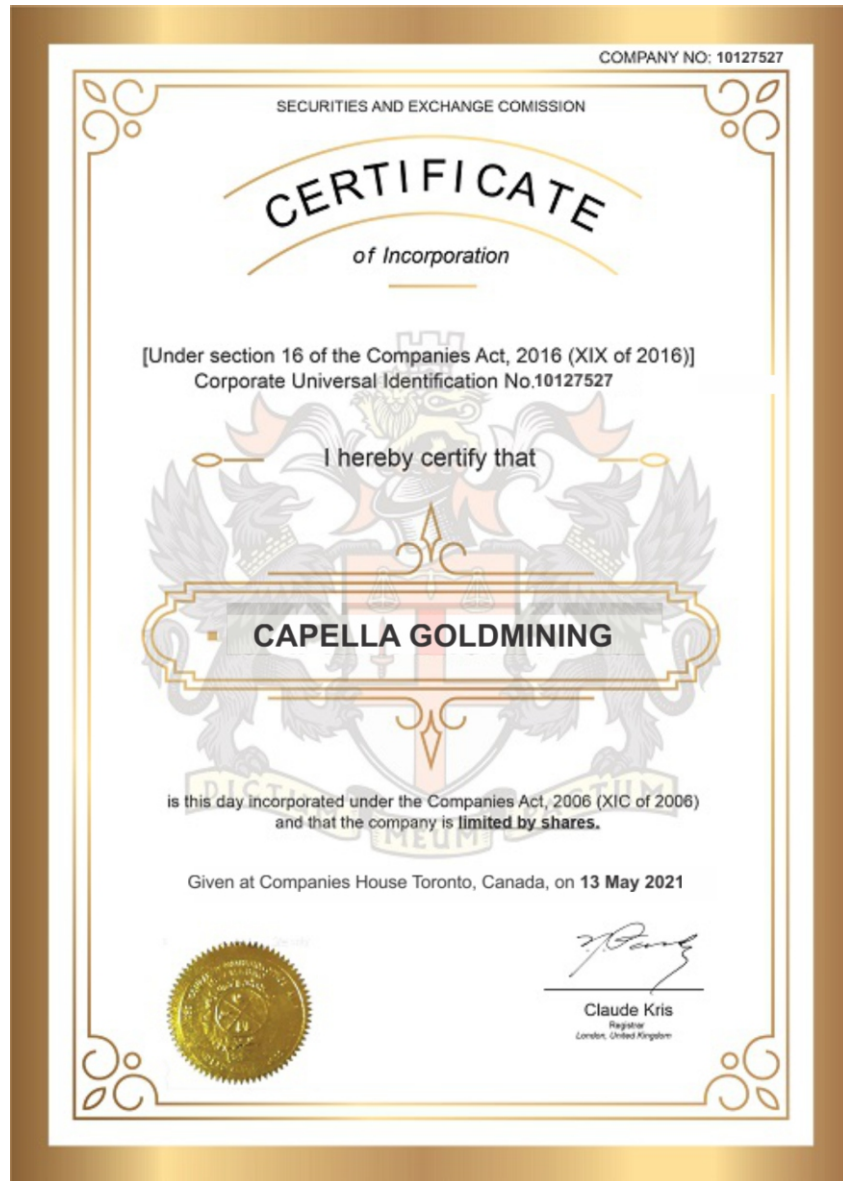 COMPANY NO: 10127527
SECURITIES AND EXCHANGE COMISSION
CERTIFICATE
of Incorporation
[Under section 16 of the Companies Act, 2016 (XIX of 2016)]
Corporate Universal Identification No.10127527
I hereby certify that
CAPELLA GOLDMINING
is this day incorporated under the Companies Act, 2006 (XIC of 2006)
and that the company is limited by shares.
DICTUM MEUM PACTUM
Given at Companies House Toronto, Canada, on 13 May 2021
Claude Kris
Registrar
London, United Kingdom